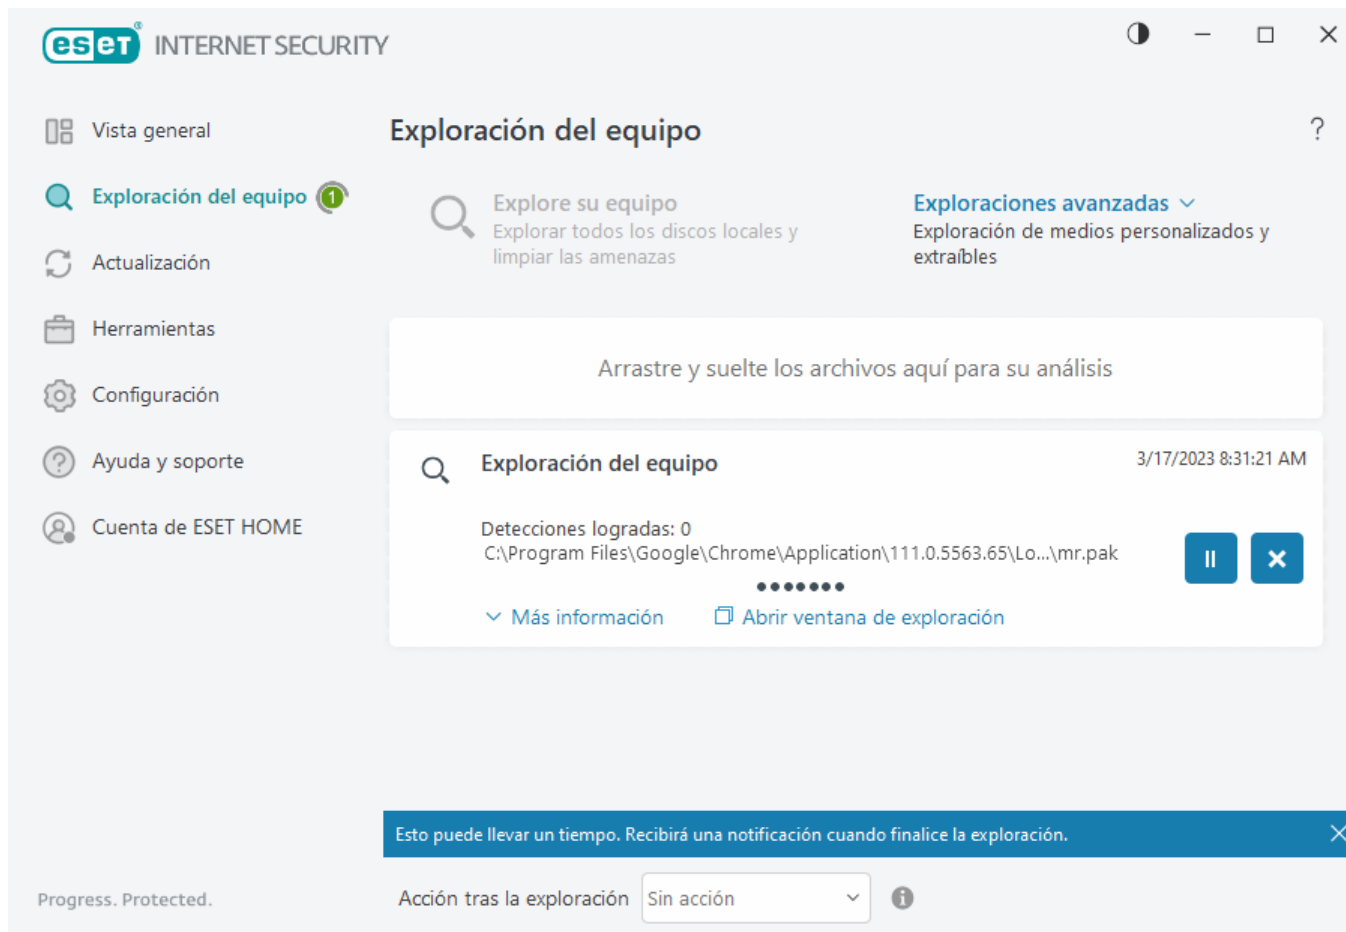 eset® INTERNET SECURITY
Vista general
Exploración del equipo 1
Actualización
Herramientas
Configuración
Ayuda y soporte
Cuenta de ESET HOME
Progress. Protected.
Exploración del equipo
?
Explore su equipo
Explorar todos los discos locales y
limpiar las amenazas
Exploraciones avanzadas
Exploración de medios personalizados y
extraíbles
Arrastre y suelte los archivos aquí para su análisis
Exploración del equipo
3/17/2023 8:31:21 AM
Detecciones logradas: 0
C:\Program Files\Google\Chrome\Application\111.0.5563.65\Lo...\mr.pak
Más información
Abrir ventana de exploración
Esto puede llevar un tiempo. Recibirá una notificación cuando finalice la exploración.
Acción tras la exploración
Sin acción